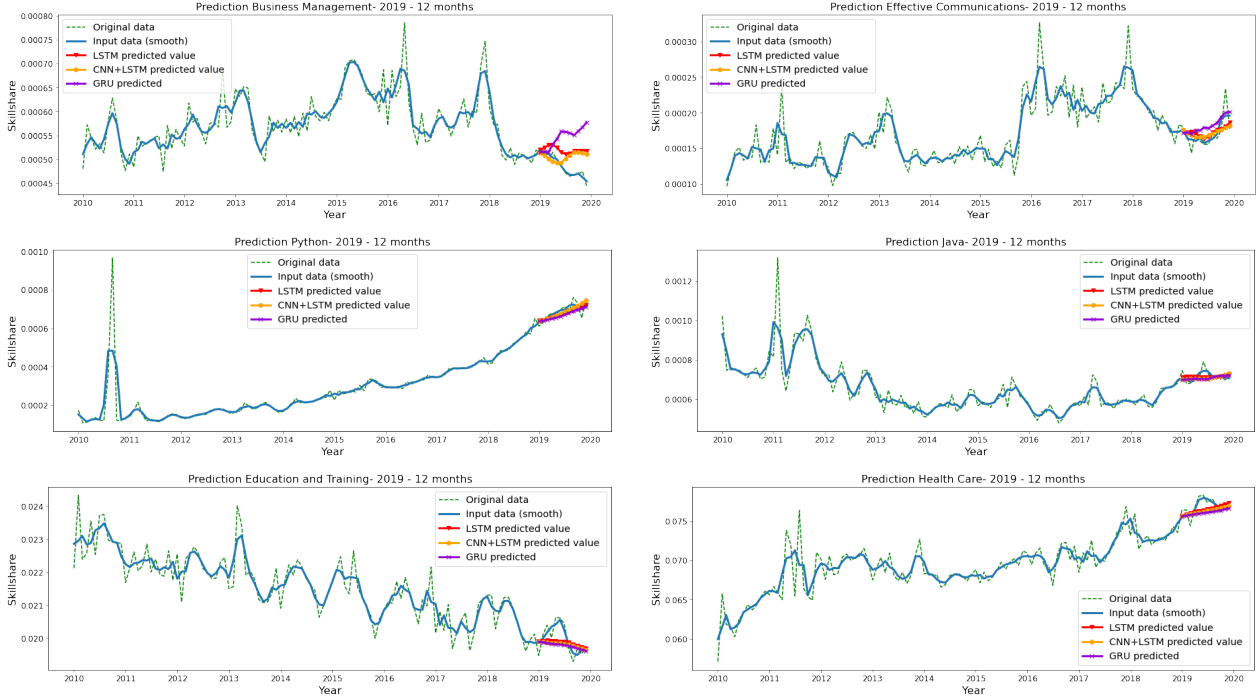 Prediction Business Management- 2019 - 12 months
0.00080
0.00075
0.00070
0.00065
0.00060
0.00055
0.00050
0.00045
Skillshare
Original data
Input data (smooth)
LSTM predicted value
CNN+LSTM predicted value
GRU predicted
2010 2011 2012 2013 2014 2015 2016 2017 2018 2019 2020
Year
Prediction Effective Communications- 2019 - 12 months
0.00030
0.00025
0.00020
0.00015
0.00010
Skillshare
Original data
Input data (smooth)
LSTM predicted value
CNN+LSTM predicted value
GRU predicted
2010 2011 2012 2013 2014 2015 2016 2017 2018 2019 2020
Year
Prediction Python- 2019 - 12 months
0.0010
0.0008
0.0006
0.0004
0.0002
Skillshare
Original data
Input data (smooth)
LSTM predicted value
CNN+LSTM predicted value
GRU predicted
2010 2011 2012 2013 2014 2015 2016 2017 2018 2019 2020
Year
Prediction Java- 2019 - 12 months
0.0012
0.0010
0.0008
0.0006
Skillshare
Original data
Input data (smooth)
LSTM predicted value
CNN+LSTM predicted value
GRU predicted
2010 2011 2012 2013 2014 2015 2016 2017 2018 2019 2020
Year
Prediction Education and Training- 2019 - 12 months
0.024
0.023
0.022
0.021
0.020
Skillshare
Original data
Input data (smooth)
LSTM predicted value
CNN+LSTM predicted value
GRU predicted
2010 2011 2012 2013 2014 2015 2016 2017 2018 2019 2020
Year
Prediction Health Care- 2019 - 12 months
0.075
0.070
0.065
0.060
Skillshare
Original data
Input data (smooth)
LSTM predicted value
CNN+LSTM predicted value
GRU predicted
2010 2011 2012 2013 2014 2015 2016 2017 2018 2019 2020
Year